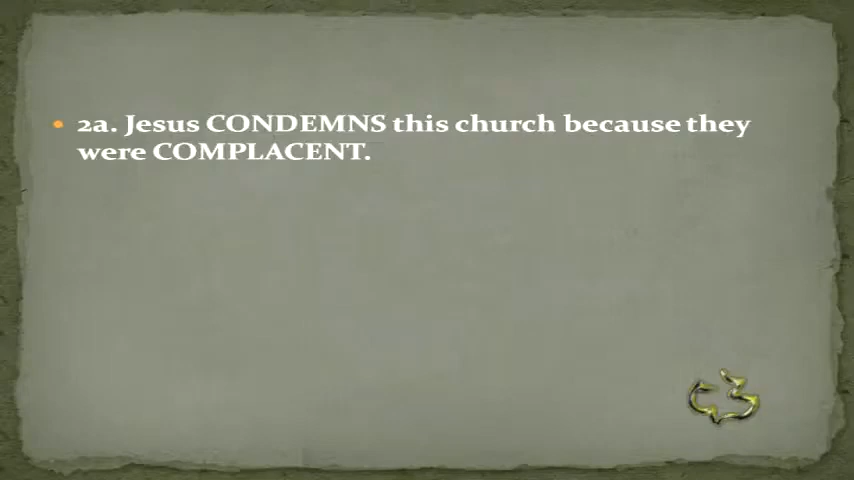 • 2a. Jesus CONDEMNS this church because they
were COMPLACENT.